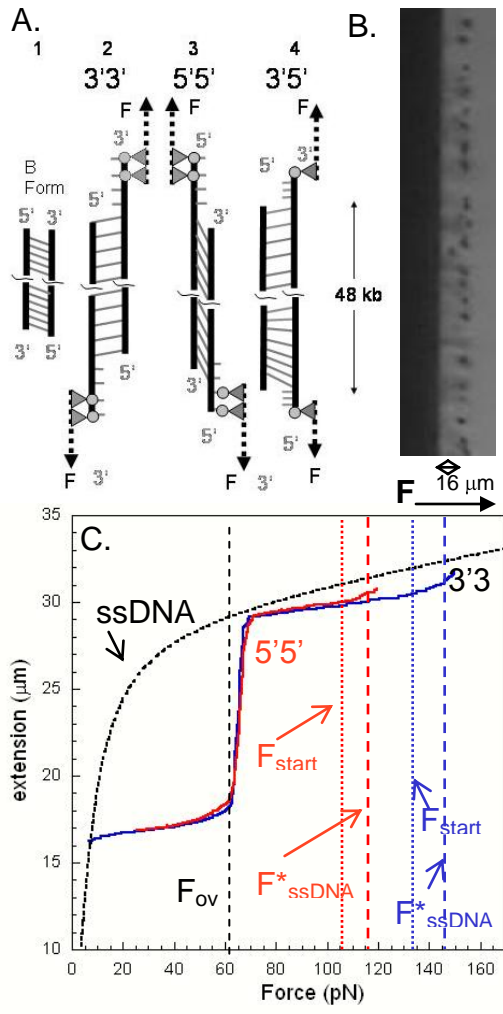 A.
B.
1 2 3 4
3'3' 5'5' 3'5'
F F F
3' 3' 3'
B
Form
5' 3' 5' 5' 3' 5'
48 kb
3' 5' 5' 5' 5'
F 3' F 3' F
F 16 μm
C.
35
30
25
20
15
10
extension (μm)
ssDNA
3'3
5'5'
Fstart
Fstart
Fov
F*ssDNA
F*ssDNA
0 20 40 60 80 100 120 140 160
Force (pN)